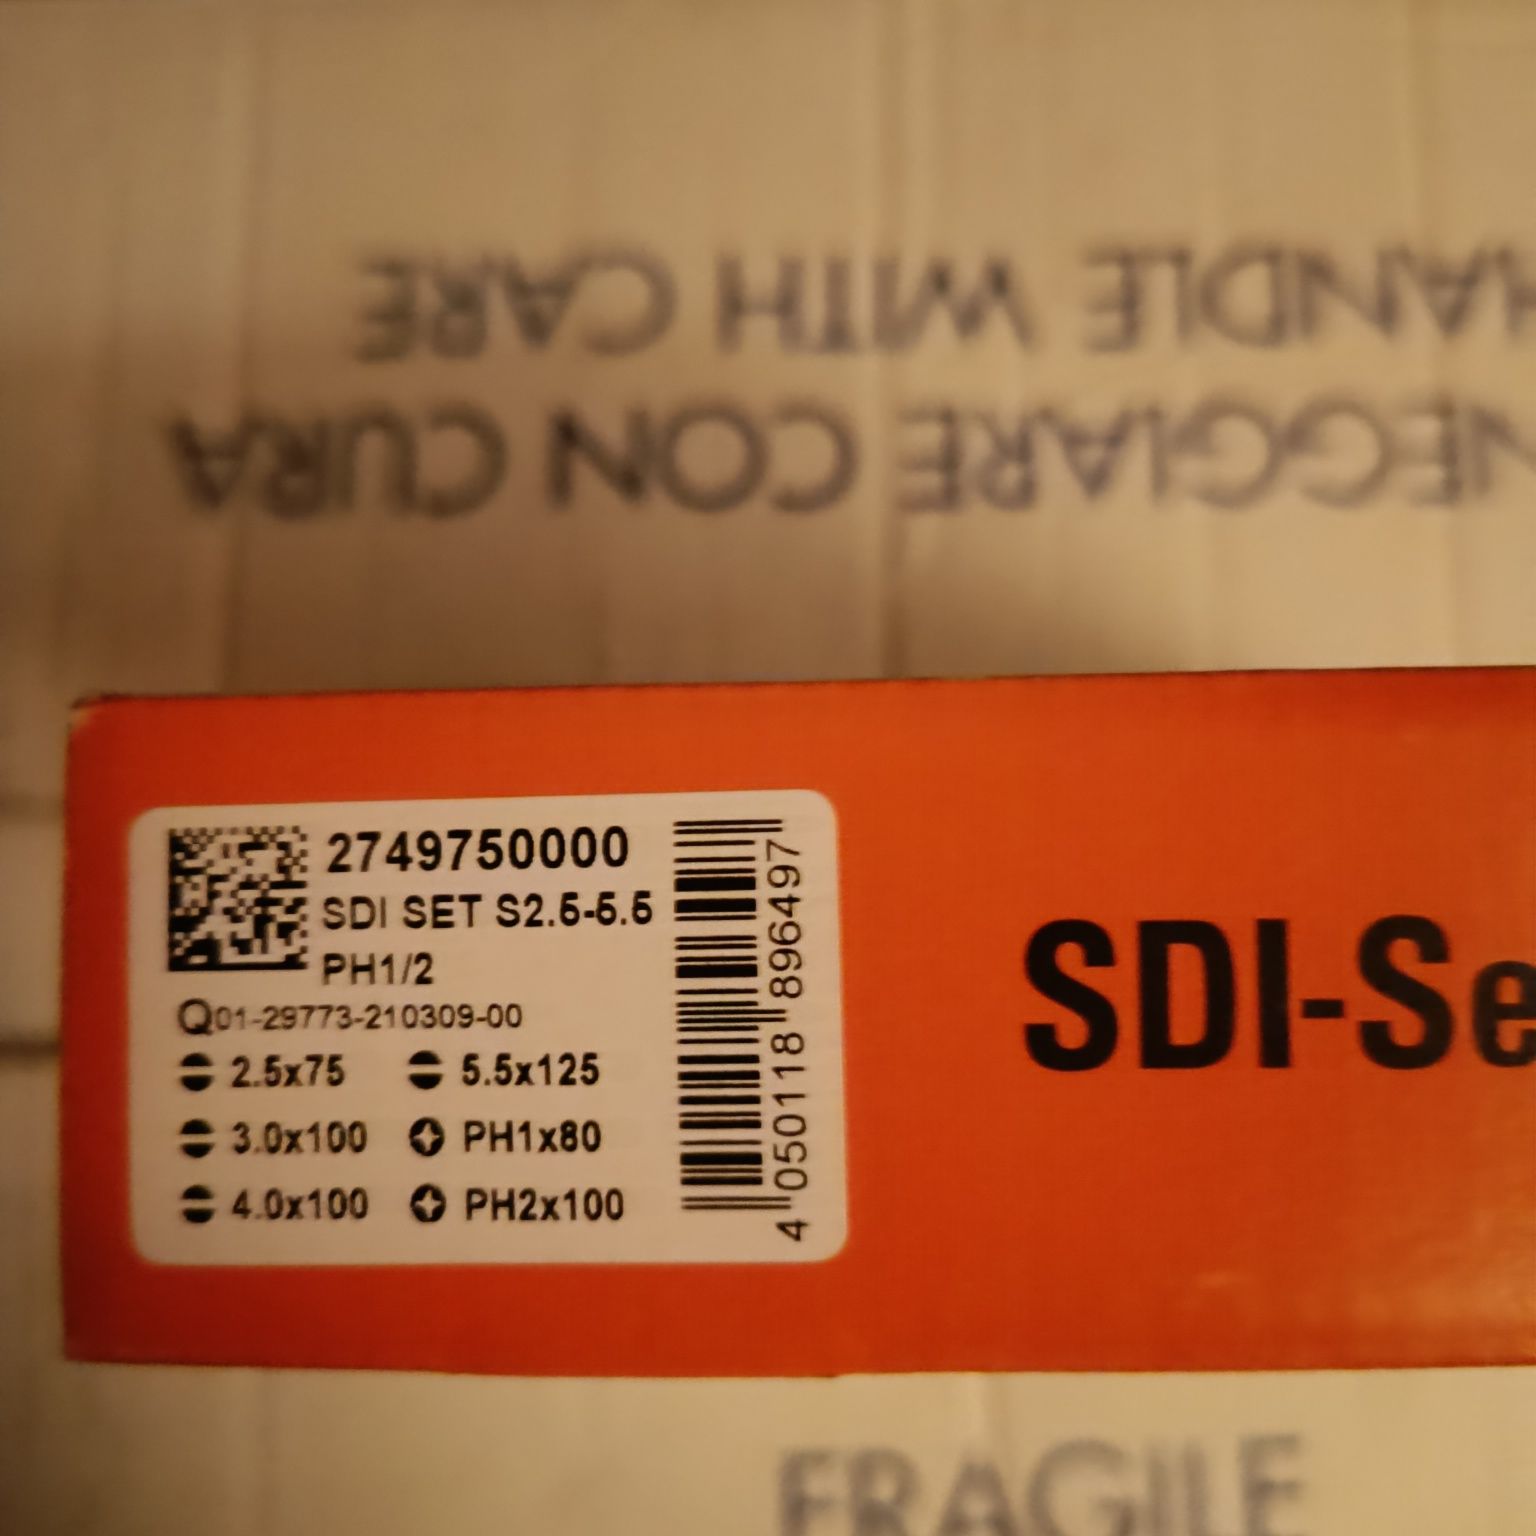 HANDLE WITH CARE
NEGGIARE CON CURA
2749750000
SDI SET S2.5-5.5
PH1/2
Q01-29773-210309-00
2.5x75
5.5x125
3.0x100
PH1x80
4.0x100
PH2x100
4 050118 896497
SDI-Se
FRAGILE